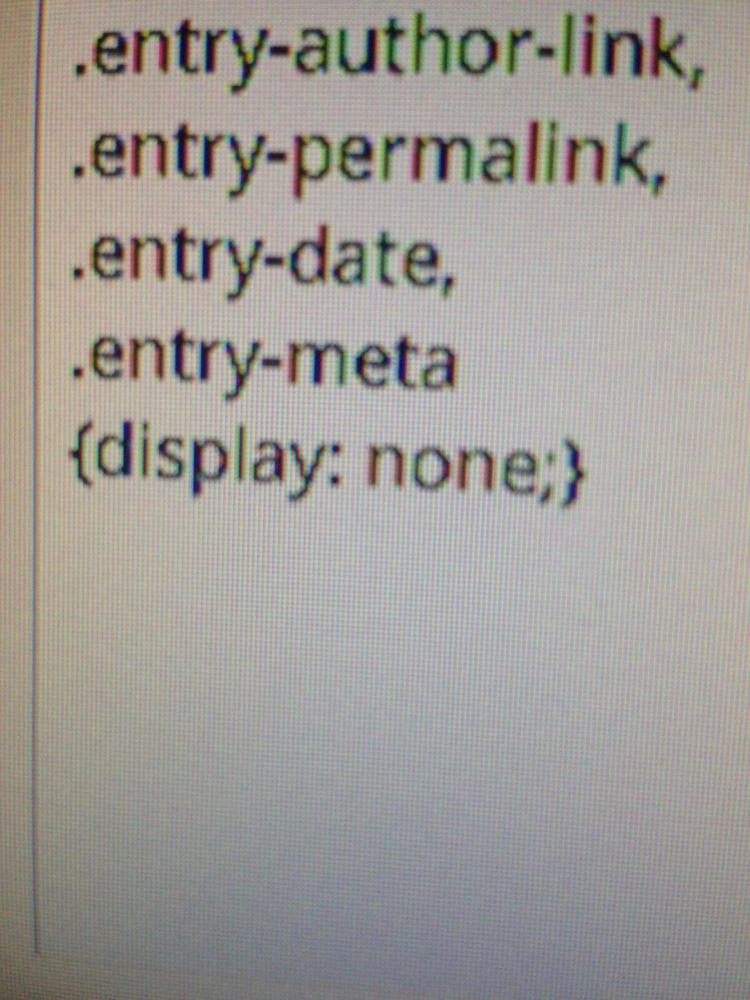 .entry-author-link,
.entry-permalink,
.entry-date,
.entry-meta
{display: none;}